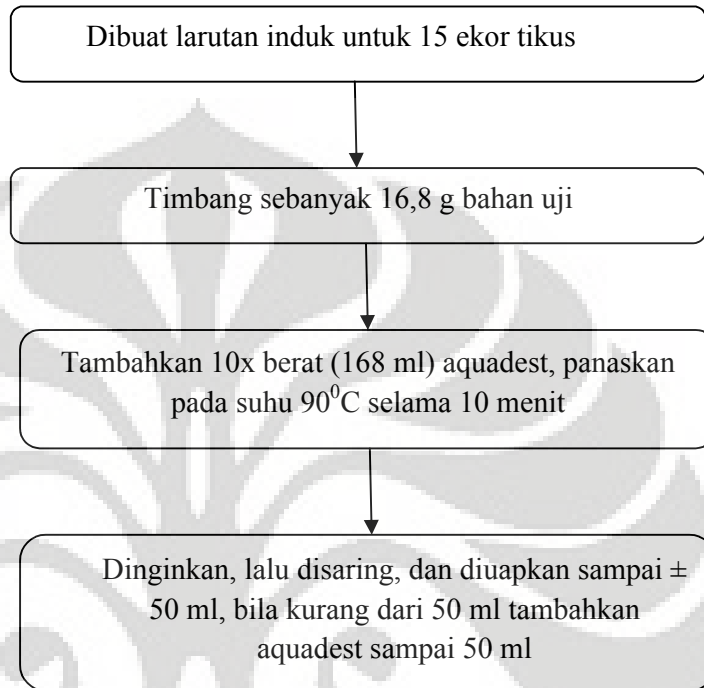 Dibuat larutan induk untuk 15 ekor tikus
Timbang sebanyak 16,8 g bahan uji
Tambahkan 10x berat (168 ml) aquadest, panaskan
pada suhu 90⁰C selama 10 menit
Dinginkan, lalu disaring, dan diuapkan sampai ±
50 ml, bila kurang dari 50 ml tambahkan
aquadest sampai 50 ml